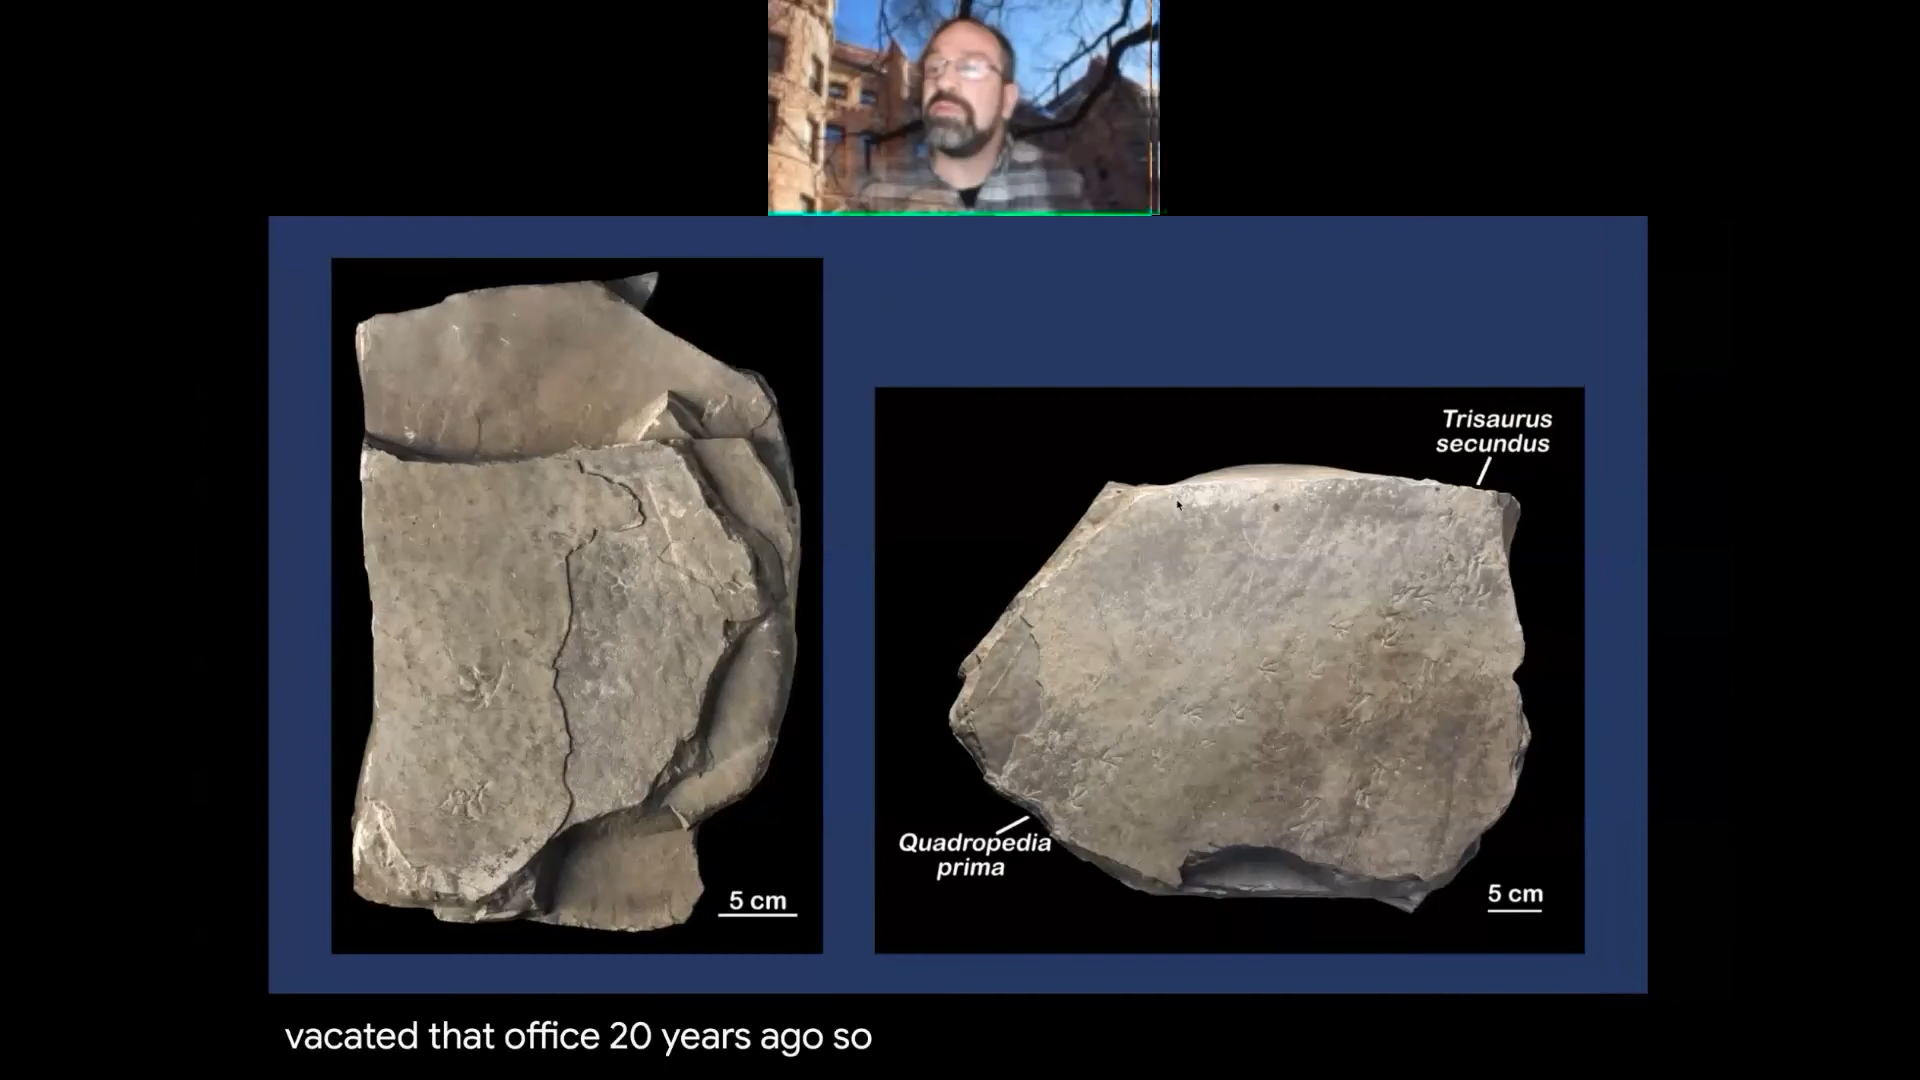 Trisaurus
secundus
Quadropedia
prima
5 cm
5 cm
vacated that office 20 years ago so